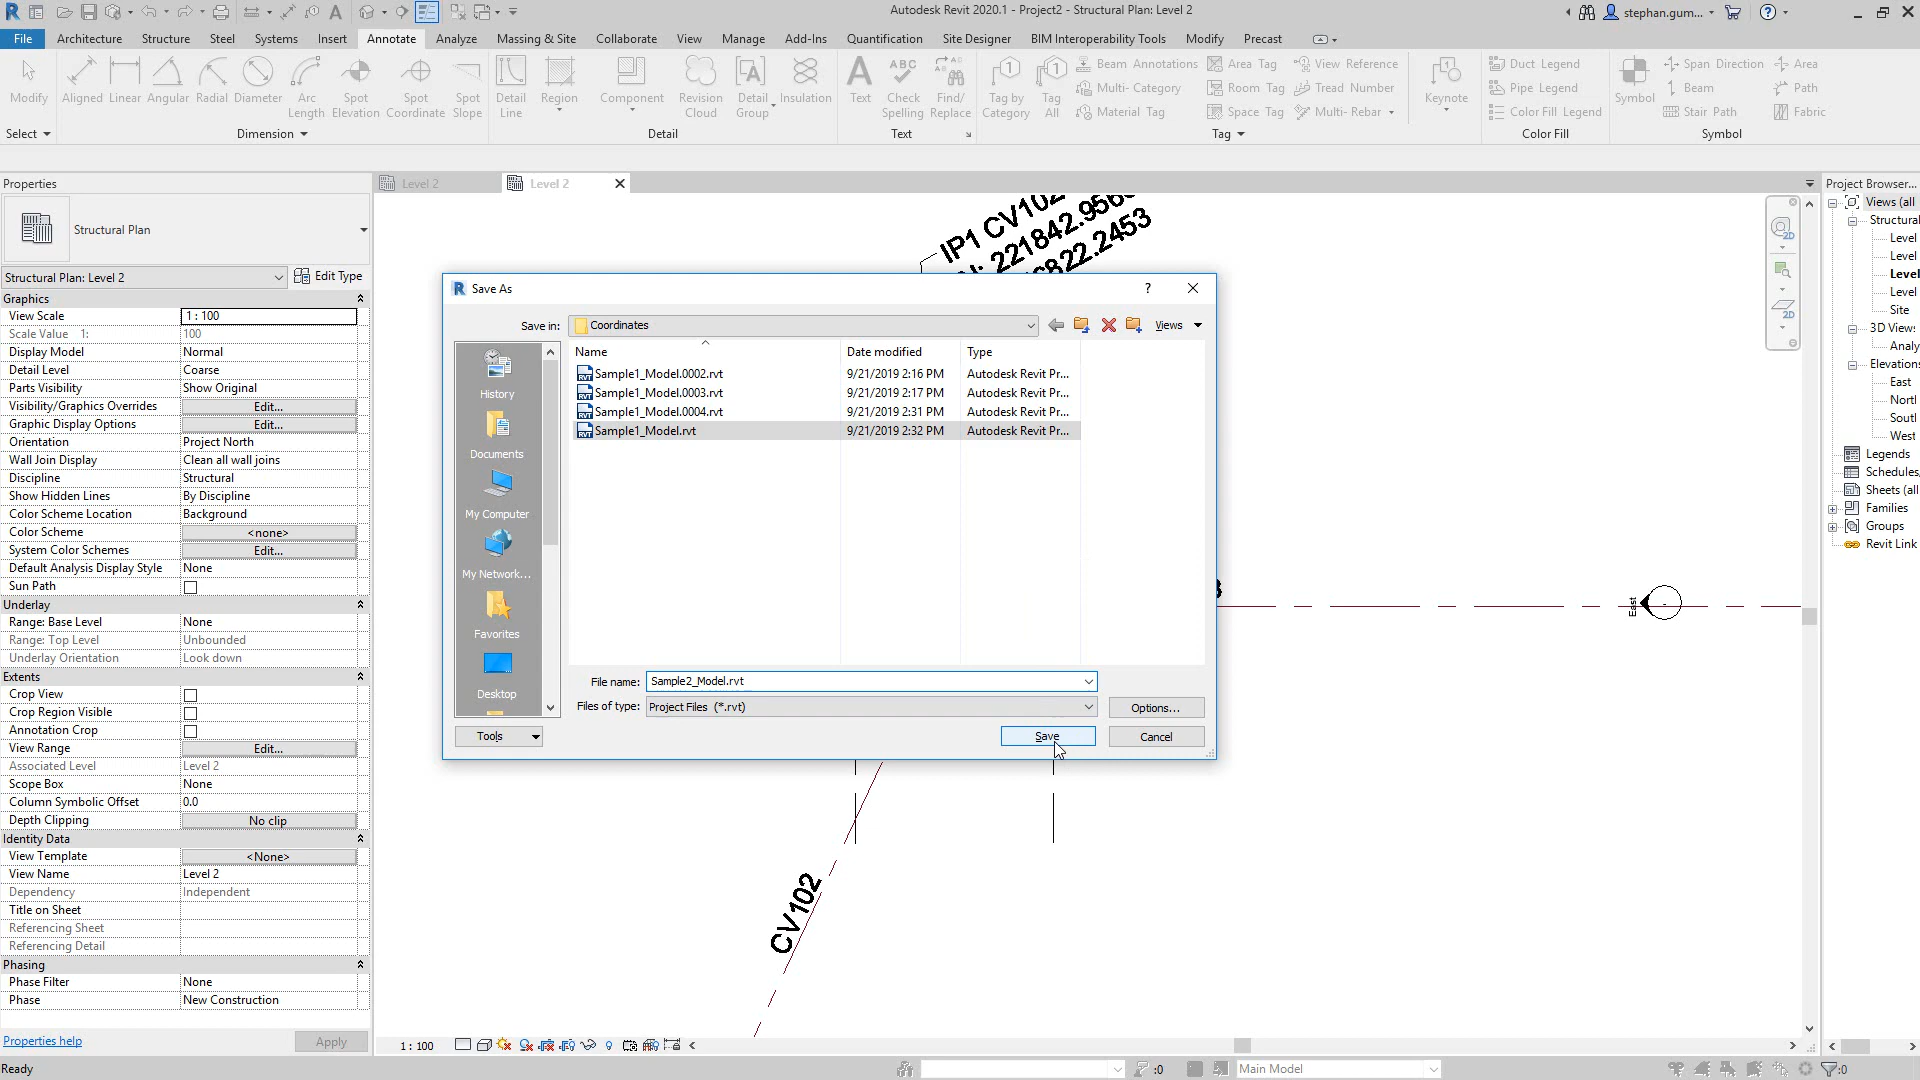 Autodesk Revit 2020.1 - Project2 - Structural Plan: Level 2
stephan.gum...
File Architecture Structure Steel Systems Insert Annotate Analyze Massing & Site Collaborate View Manage Add-Ins Quantification Site Designer BIM Interoperability Tools Modify Precast
Modify Aligned Linear Angular Radial Diameter Arc Length Spot Elevation Spot Coordinate Spot Slope
Detail Line Region Component Revision Cloud Detail Group Insulation
Text Check Spelling Find/ Replace
Tag by Category Tag All Beam Annotations Multi- Category Material Tag Area Tag Room Tag Space Tag View Reference Tread Number Multi- Rebar
Keynote
Duct Legend Pipe Legend Color Fill Legend
Symbol Span Direction Beam Stair Path Area Path Fabric
Select Dimension Detail Text Tag Color Fill Symbol
Properties
Level 2
Level 2
Project Browser...
Structural Plan
Structural Plan: Level 2 Edit Type
Graphics
View Scale 1 : 100
Scale Value 1: 100
Display Model Normal
Detail Level Coarse
Parts Visibility Show Original
Visibility/Graphics Overrides Edit...
Graphic Display Options Edit...
Orientation Project North
Wall Join Display Clean all wall joins
Discipline Structural
Show Hidden Lines By Discipline
Color Scheme Location Background
Color Scheme <none>
System Color Schemes Edit...
Default Analysis Display Style None
Sun Path
Underlay
Range: Base Level None
Range: Top Level Unbounded
Underlay Orientation Look down
Extents
Crop View
Crop Region Visible
Annotation Crop
View Range Edit...
Associated Level Level 2
Scope Box None
Column Symbolic Offset 0.0
Depth Clipping No clip
Identity Data
View Template <None>
View Name Level 2
Dependency Independent
Title on Sheet
Referencing Sheet
Referencing Detail
Phasing
Phase Filter None
Phase New Construction
Properties help Apply
IP1 CV102
221842.956
822.2453
Save As
Save in: Coordinates Views
Name Date modified Type
Sample1_Model.0002.rvt 9/21/2019 2:16 PM Autodesk Revit Pr...
Sample1_Model.0003.rvt 9/21/2019 2:17 PM Autodesk Revit Pr...
Sample1_Model.0004.rvt 9/21/2019 2:31 PM Autodesk Revit Pr...
Sample1_Model.rvt 9/21/2019 2:32 PM Autodesk Revit Pr...
History
Documents
My Computer
My Network...
Favorites
Desktop
File name: Sample2_Model.rvt
Files of type: Project Files (*.rvt) Options...
Tools Save Cancel
East
CV102
2D
2D
Views (all
Structural
Level
Level
Level
Level
Site
3D Views
Analy
Elevations
East
North
South
West
Legends
Schedules,
Sheets (all
Families
Groups
Revit Link
1 : 100
Ready
:0
Main Model
:0